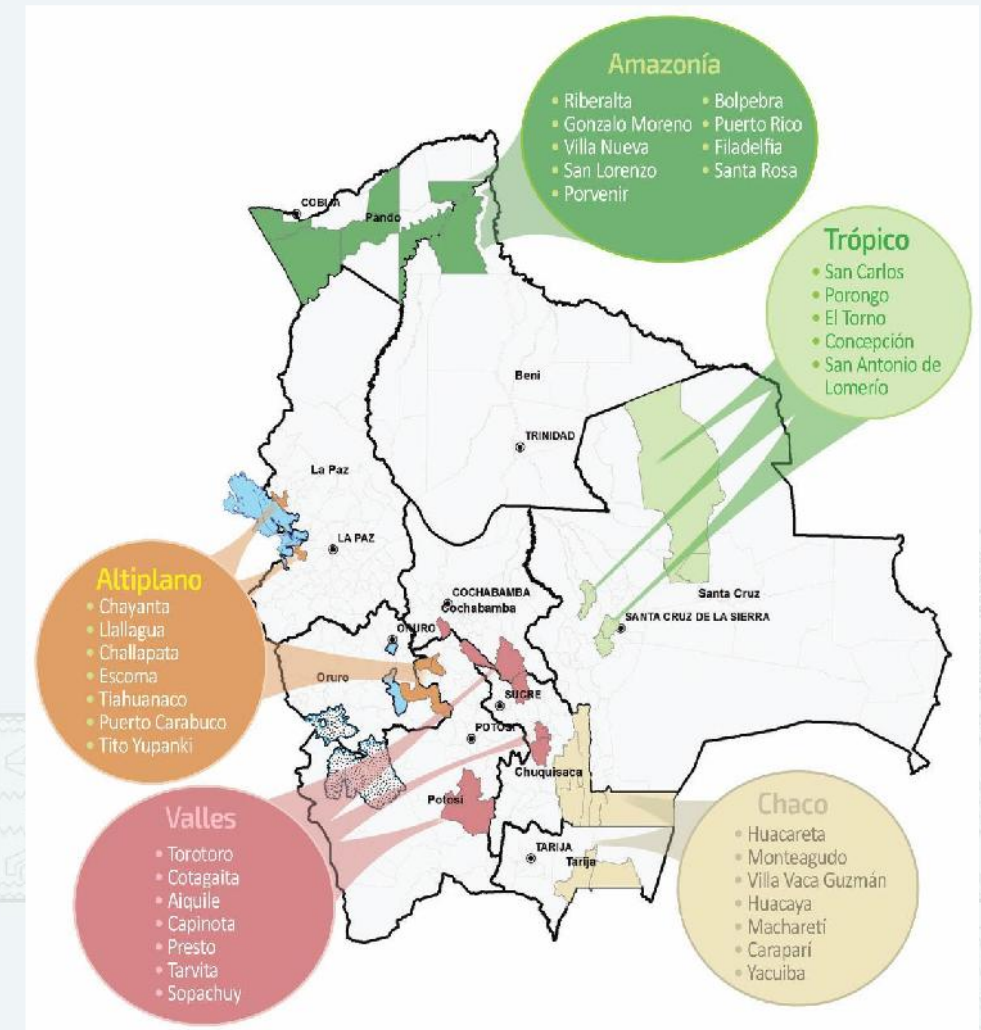 Amazonía
• Riberalta
• Gonzalo Moreno
• Villa Nueva
• San Lorenzo
• Porvenir
• Bolpebra
• Puerto Rico
• Filadelfia
• Santa Rosa
Trópico
• San Carlos
• Porongo
• El Torno
• Concepción
• San Antonio de
Lomerío
COBIJA
Pando
Beni
TRINIDAD
La Paz
LA PAZ
Altiplano
• Chayanta
• Llallagua
• Challapata
• Escoma
• Tiahuanaco
• Puerto Carabuco
• Tito Yupanki
COCHABAMBA
Cochabamba
Santa Cruz
SANTA CRUZ DE LA SIERRA
ORURO
Oruro
SUCRE
POTOSI
Chuquisaca
Potosí
TARIJA
Tarija
Valles
• Torotoro
• Cotagaita
• Aiquile
• Capinota
• Presto
• Tarvita
• Sopachuy
Chaco
• Huacareta
• Monteagudo
• Villa Vaca Guzmán
• Huacaya
• Macharetí
• Caraparí
• Yacuiba